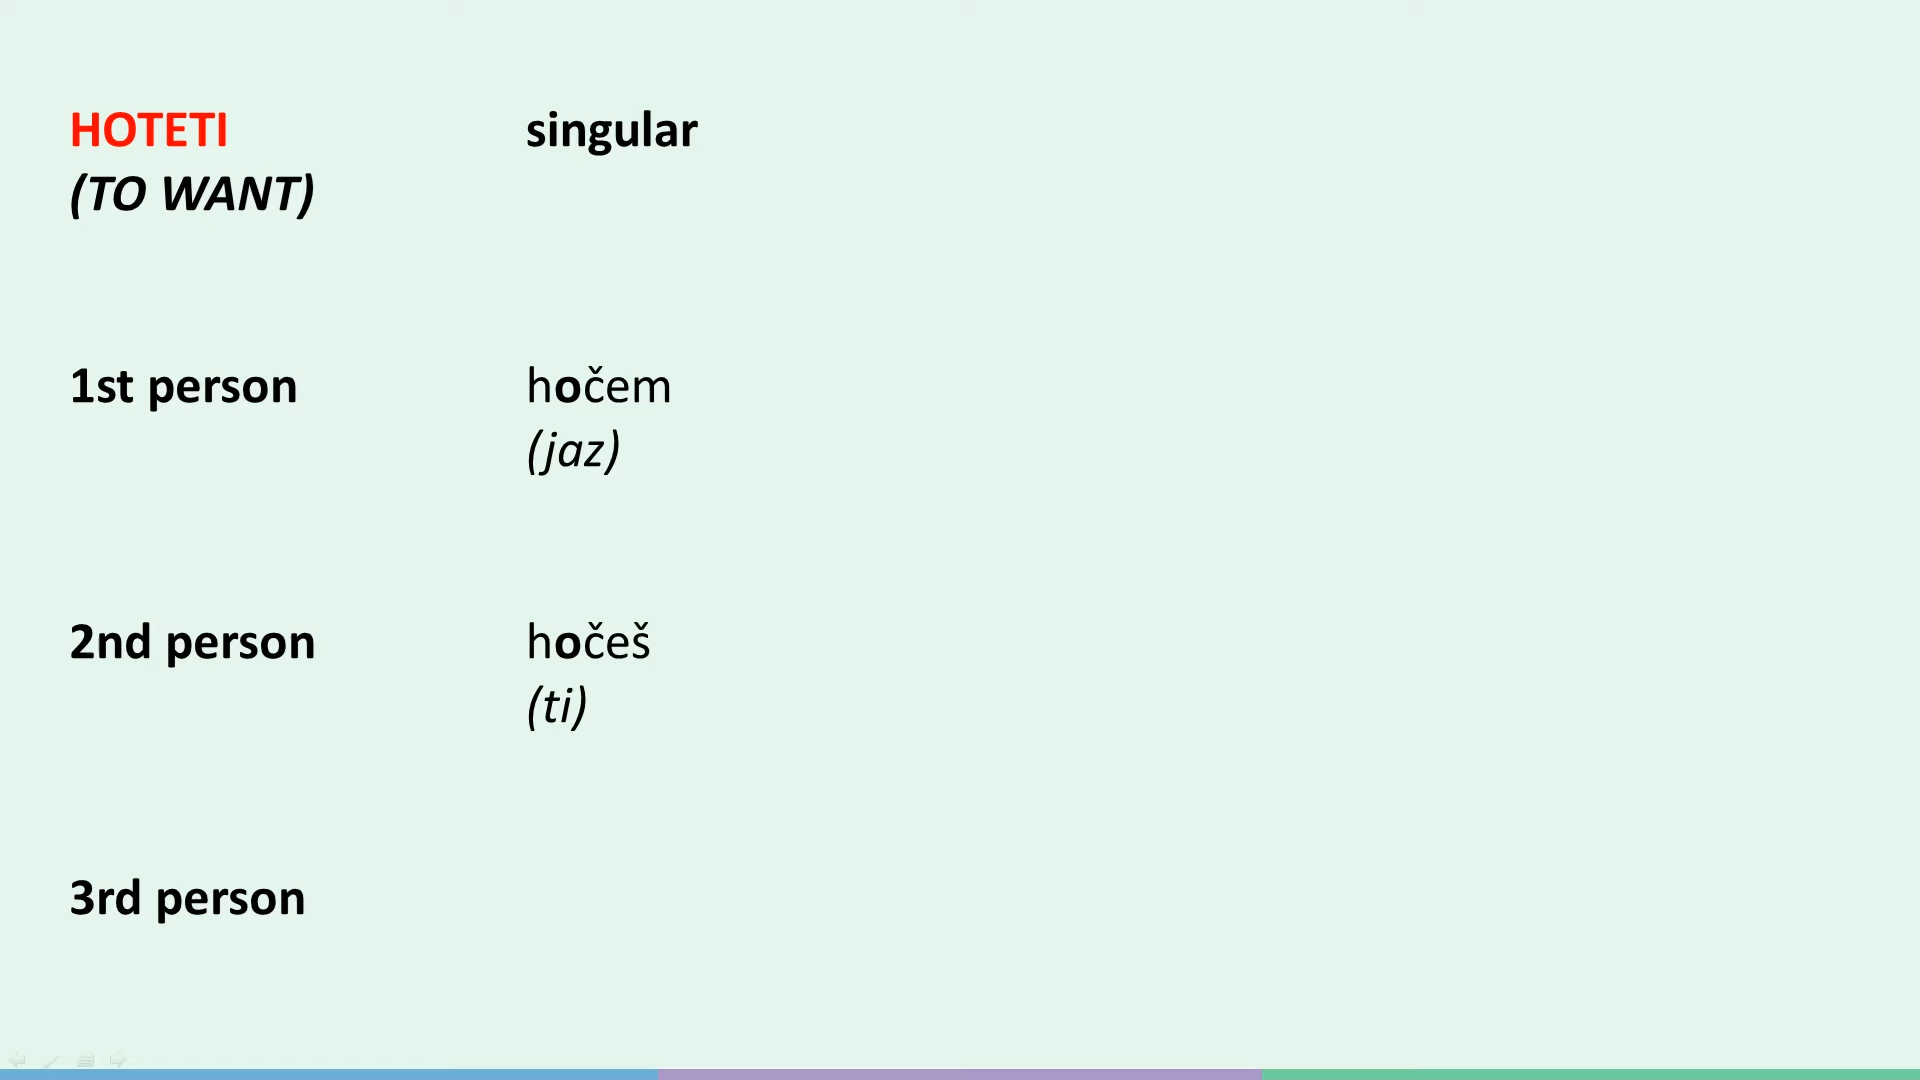 HOTETI singular
(TO WANT)
1st person hočem
(jaz)
2nd person hočeš
(ti)
3rd person